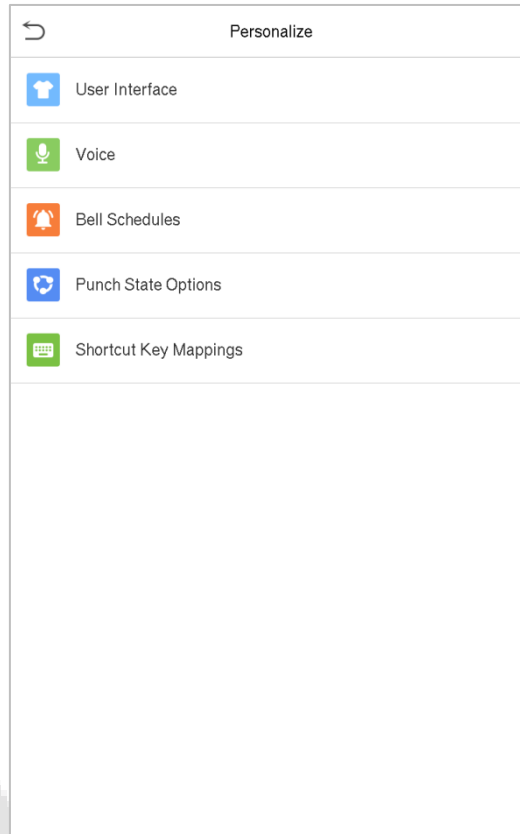 Personalize
User Interface
Voice
Bell Schedules
Punch State Options
Shortcut Key Mappings